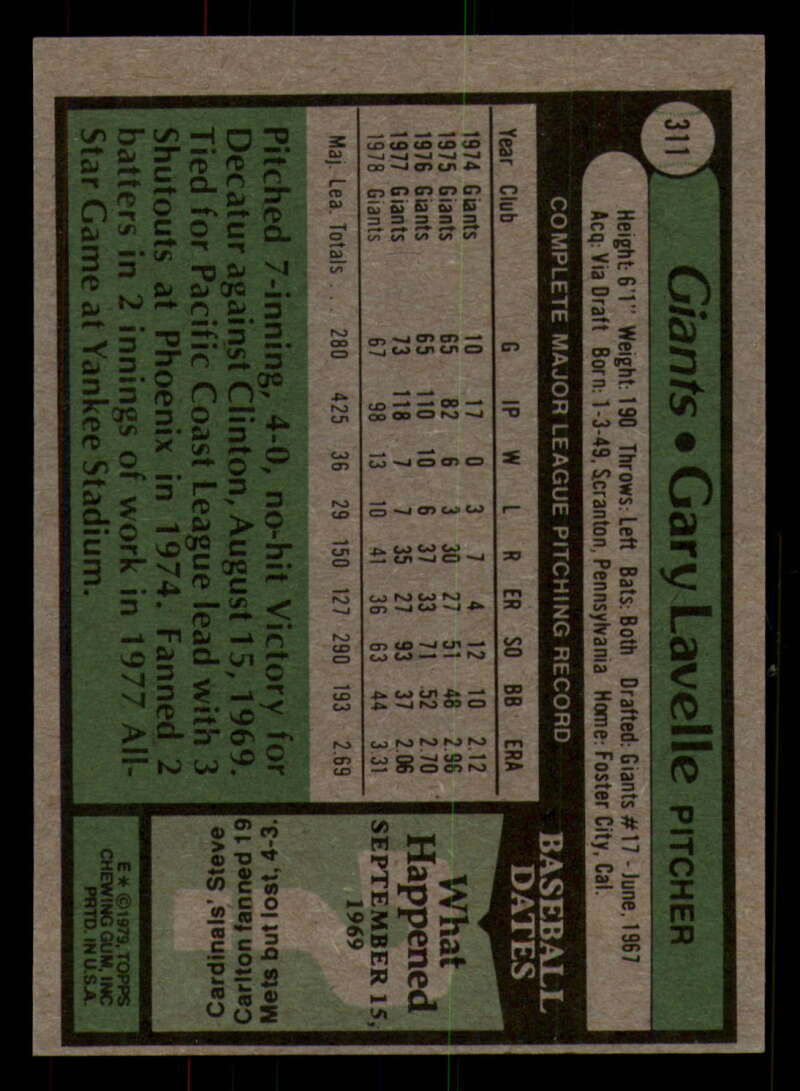 311
Giants • Gary Lavelle PITCHER
Height: 6'1" Weight: 190 Throws: Left Bats: Both Drafted: Giants #17 - June, 1967
Acq: Via Draft Born: 1-3-49, Scranton, Pennsylvania Home: Foster City, Cal.
COMPLETE MAJOR LEAGUE PITCHING RECORD
Year Club G IP W L R ER SO BB ERA
1974 Giants 10 17 0 3 7 4 12 10 2.12
1975 Giants 65 82 6 3 30 27 51 48 2.96
1976 Giants 65 110 10 6 37 33 71 52 2.70
1977 Giants 73 118 7 7 35 27 93 37 2.06
1978 Giants 67 98 13 10 41 36 63 44 3.31
Maj. Lea. Totals . . . 280 425 36 29 150 127 290 193 2.69
Pitched 7-inning, 4-0, no-hit Victory for
Decatur against Clinton, August 15, 1969.
Tied for Pacific Coast League lead with 3
Shutouts at Phoenix in 1974. Fanned 2
batters in 2 innings of work in 1977 All-
Star Game at Yankee Stadium.
BASEBALL
DATES
What
Happened
SEPTEMBER 15,
1969
Cardinals' Steve
Carlton fanned 19
Mets but lost, 4-3.
E* ©1979, TOPPS
CHEWING GUM, INC
PRTD. IN U.S.A.